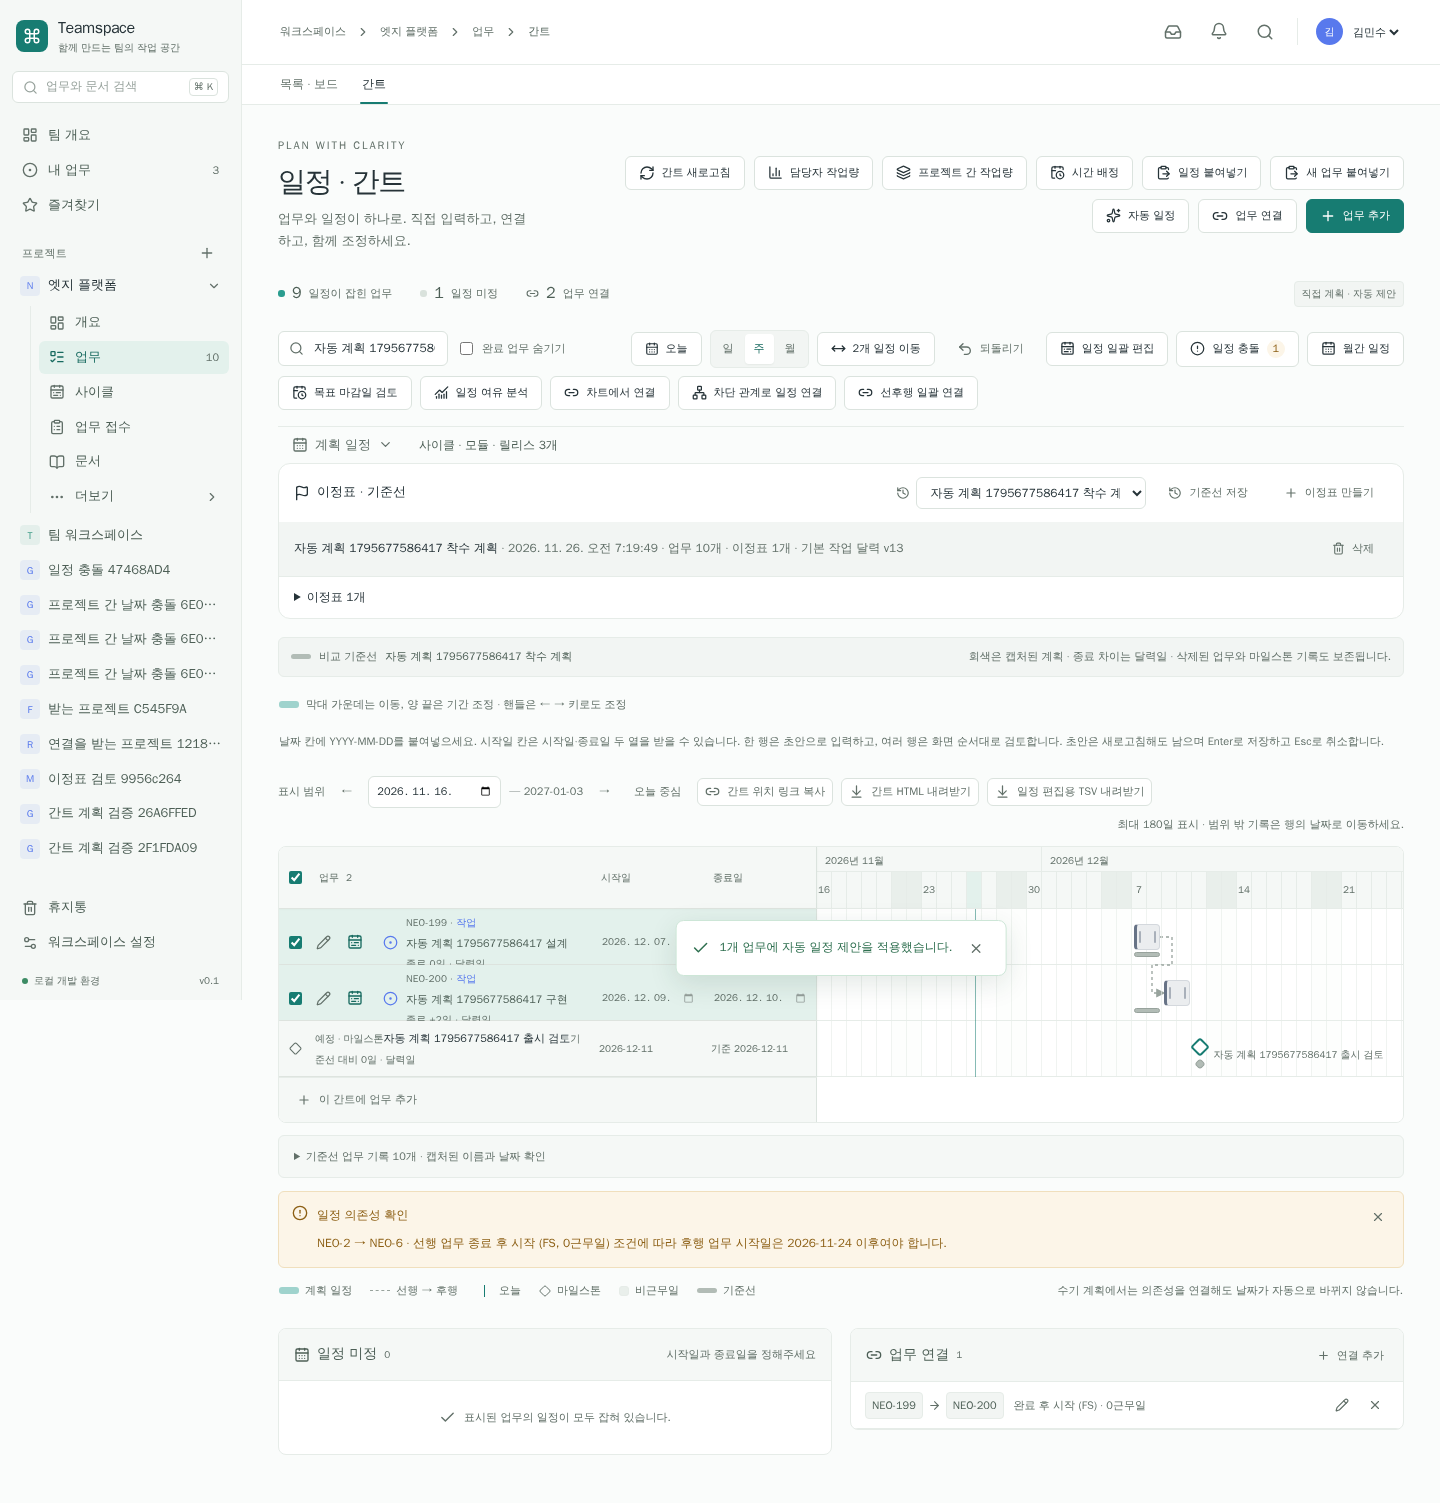 Teamspace
함께 만드는 팀의 작업 공간
업무와 문서 검색 ⌘ K
팀 개요
내 업무 3
즐겨찾기
프로젝트
N 엣지 플랫폼
개요
업무 10
사이클
업무 접수
문서
더보기
T 팀 워크스페이스
G 일정 충돌 47468AD4
G 프로젝트 간 날짜 충돌 6E0···
G 프로젝트 간 날짜 충돌 6E0···
G 프로젝트 간 날짜 충돌 6E0···
F 받는 프로젝트 C545F9A
R 연결을 받는 프로젝트 1218···
M 이정표 검토 9956c264
G 간트 계획 검증 26A6FFED
G 간트 계획 검증 2F1FDA09
휴지통
워크스페이스 설정
로컬 개발 환경 v0.1
워크스페이스 > 엣지 플랫폼 > 업무 > 간트
김 김민수
목록 · 보드 간트
PLAN WITH CLARITY
일정 · 간트
업무와 일정이 하나로. 직접 입력하고, 연결
하고, 함께 조정하세요.
간트 새로고침 담당자 작업량 프로젝트 간 작업량 시간 배정 일정 붙여넣기 새 업무 붙여넣기
자동 일정 업무 연결 업무 추가
9 일정이 잡힌 업무 1 일정 미정 2 업무 연결 직접 계획 · 자동 제안
자동 계획 179567758 완료 업무 숨기기 오늘 일 주 월 2개 일정 이동 되돌리기 일정 일괄 편집 일정 충돌 1 월간 일정
목표 마감일 검토 일정 여유 분석 차트에서 연결 차단 관계로 일정 연결 선후행 일괄 연결
계획 일정 사이클 · 모듈 · 릴리스 3개
이정표 · 기준선 자동 계획 1795677586417 착수 계 기준선 저장 이정표 만들기
자동 계획 1795677586417 착수 계획 · 2026. 11. 26. 오전 7:19:49 · 업무 10개 · 이정표 1개 · 기본 작업 달력 v13 삭제
이정표 1개
비교 기준선 자동 계획 1795677586417 착수 계획 회색은 캡처된 계획 · 종료 차이는 달력일 · 삭제된 업무와 마일스톤 기록도 보존됩니다.
막대 가운데는 이동, 양 끝은 기간 조정 · 핸들은 ← → 키로도 조정
날짜 칸에 YYYY-MM-DD를 붙여넣으세요. 시작일 칸은 시작일·종료일 두 열을 받을 수 있습니다. 한 행은 초안으로 입력하고, 여러 행은 화면 순서대로 검토합니다. 초안은 새로고침해도 남으며 Enter로 저장하고 Esc로 취소합니다.
표시 범위 ← 2026. 11. 16. — 2027-01-03 → 오늘 중심 간트 위치 링크 복사 간트 HTML 내려받기 일정 편집용 TSV 내려받기
최대 180일 표시 · 범위 밖 기록은 행의 날짜로 이동하세요.
업무 2 시작일 종료일 2026년 11월 2026년 12월
16 23 30 7 14 21
NEO-199 · 작업
자동 계획 1795677586417 설계 2026. 12. 07.
종료 0일 · 달력일
1개 업무에 자동 일정 제안을 적용했습니다.
NEO-200 · 작업
자동 계획 1795677586417 구현 2026. 12. 09. 2026. 12. 10.
종료 +2일 · 달력일
예정 · 마일스톤자동 계획 1795677586417 출시 검토기
준선 대비 0일 · 달력일 2026-12-11 기준 2026-12-11
자동 계획 1795677586417 출시 검토
이 간트에 업무 추가
기준선 업무 기록 10개 · 캡처된 이름과 날짜 확인
일정 의존성 확인
NEO-2 → NEO-6 · 선행 업무 종료 후 시작 (FS, 0근무일) 조건에 따라 후행 업무 시작일은 2026-11-24 이후여야 합니다.
계획 일정 선행 → 후행 오늘 마일스톤 비근무일 기준선 수기 계획에서는 의존성을 연결해도 날짜가 자동으로 바뀌지 않습니다.
일정 미정 0 시작일과 종료일을 정해주세요
표시된 업무의 일정이 모두 잡혀 있습니다.
업무 연결 1 연결 추가
NEO-199 → NEO-200 완료 후 시작 (FS) · 0근무일